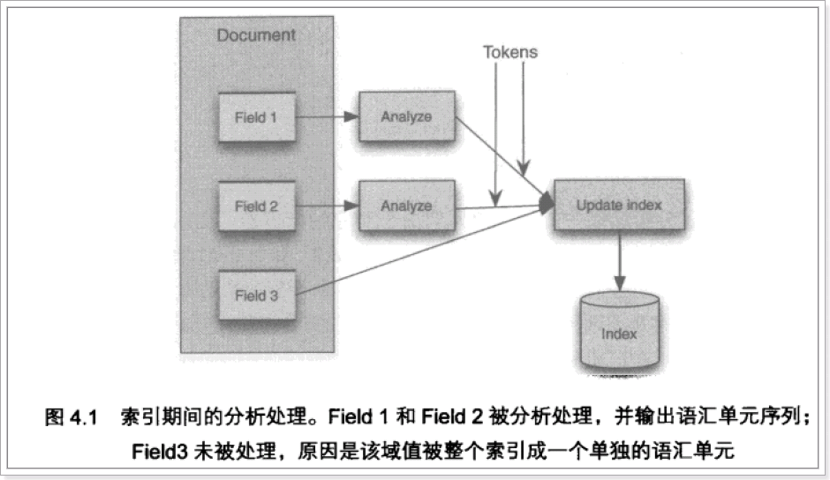 Document
Tokens
Field 1
Analyze
Field 2
Analyze
Update index
Field 3
Index
图 4.1 索引期间的分析处理。Field 1 和 Field 2 被分析处理，并输出语汇单元序列；
Field3 未被处理，原因是该域值被整个索引成一个单独的语汇单元